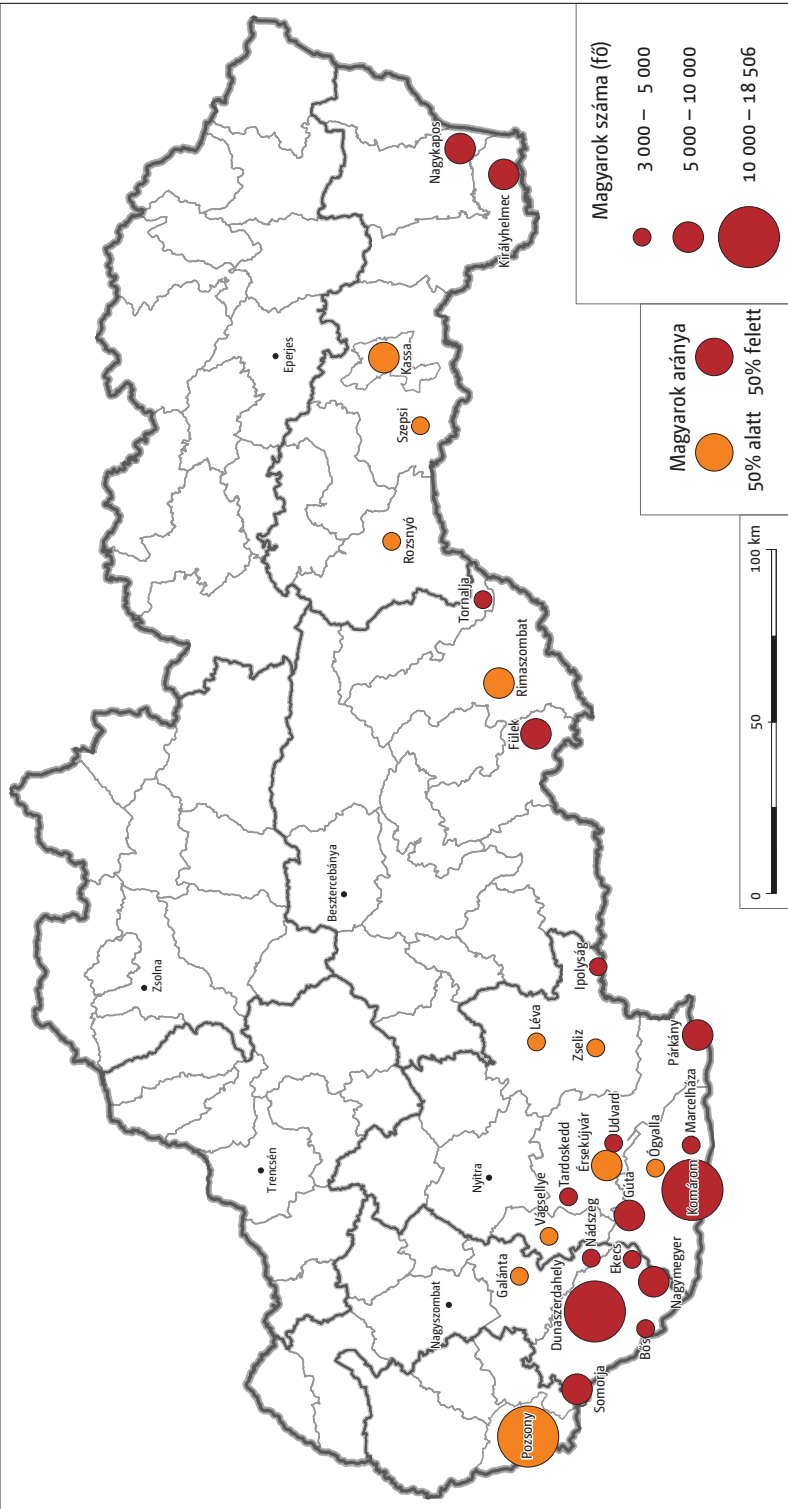 Zsolna
Trencsén
Eperjes
Besztercebánya
Nagyszombat
Nyitra
Nagykapos
Királyhelmec
Kassa
Szepsi
Rozsnyó
Tornalja
Rimaszombat
Fülek
Ipolyság
Léva
Zseliz
Párkány
Udvard
Érsekújvár
Tardoskedd
Vágsellye
Galánta
Nádszeg
Ekecs
Gúta
Ógyalla
Marcelháza
Komárom
Nagymegyer
Dunaszerdahely
Bős
Somorja
Pozsony
0
50
100 km
Magyarok aránya
50% alatt
50% felett
Magyarok száma (fő)
3 000 – 5 000
5 000 – 10 000
10 000 – 18 506